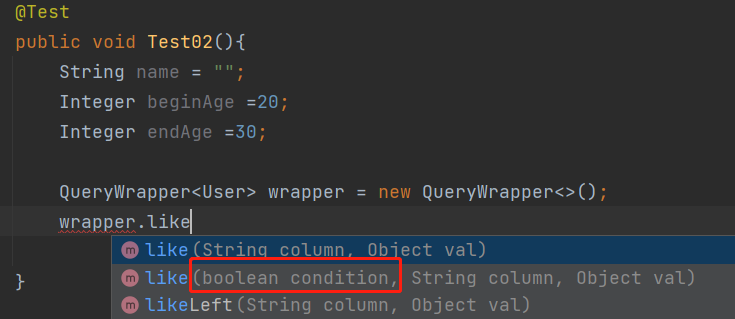 @Test
public void Test02(){
String name = "";
Integer beginAge =20;
Integer endAge =30;
QueryWrapper<User> wrapper = new QueryWrapper<>();
wrapper.like
m like(String column, Object val)
m like(boolean condition, String column, Object val)
m likeLeft(String column, Object val)
}